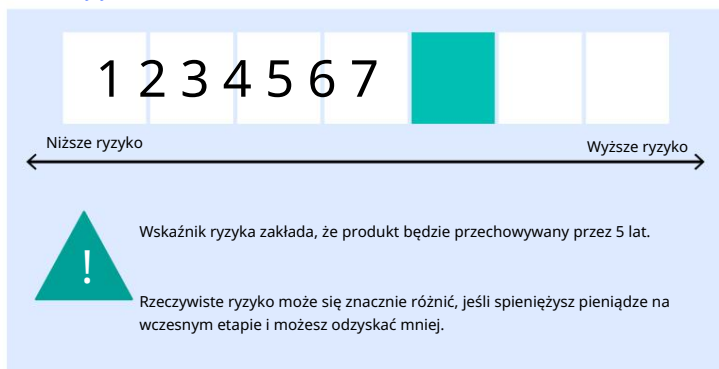 1 2 3 4 5 6 7
Niższe ryzyko
Wyższe ryzyko
!
Wskaźnik ryzyka zakłada, że produkt będzie przechowywany przez 5 lat.
Rzeczywiste ryzyko może się znacznie różnić, jeśli spieniężysz pieniądze na
wczesnym etapie i możesz odzyskać mniej.